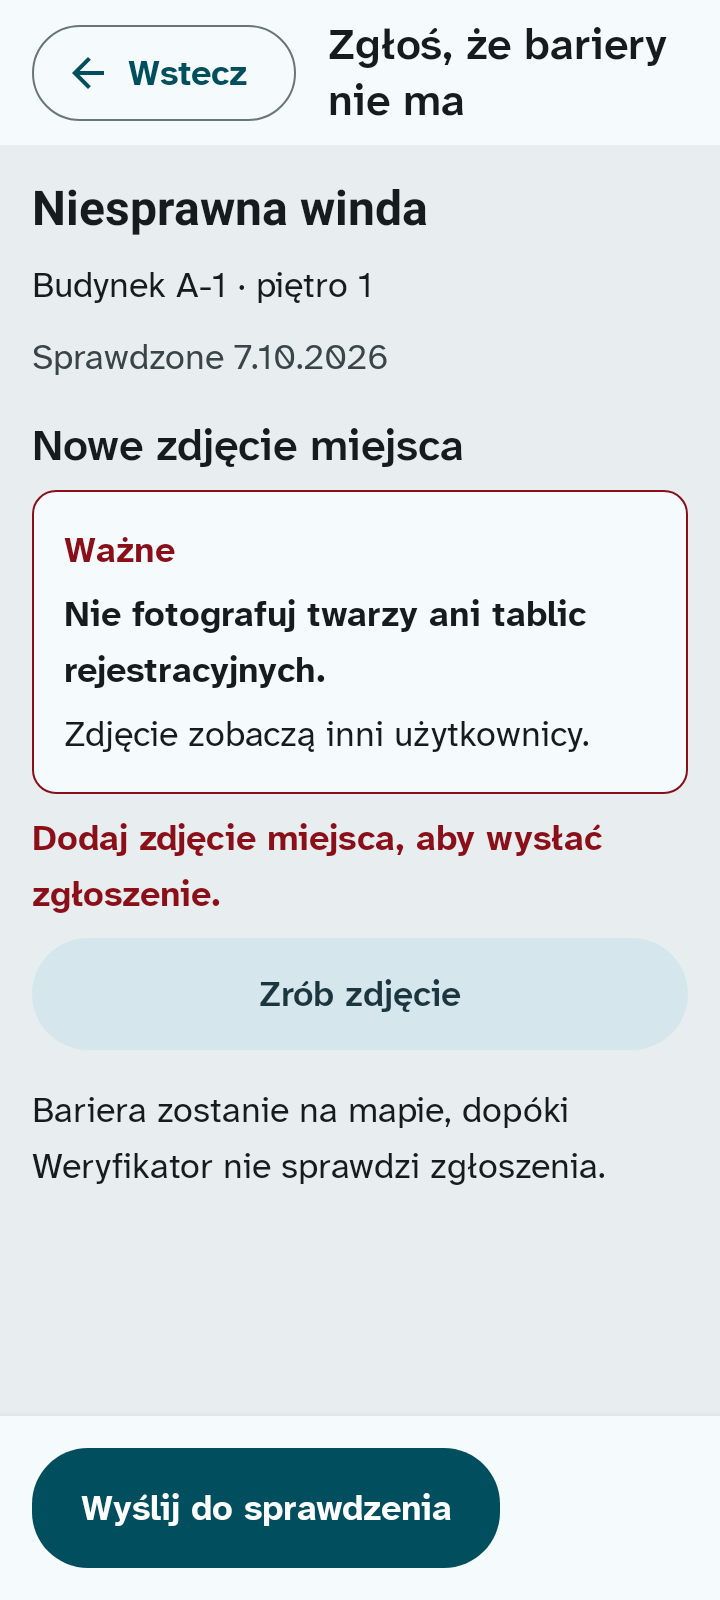 Wstecz
Zgłoś, że bariery
nie ma
Niesprawna winda
Budynek A-1 · piętro 1
Sprawdzone 7.10.2026
Nowe zdjęcie miejsca
Ważne
Nie fotografuj twarzy ani tablic
rejestracyjnych.
Zdjęcie zobaczą inni użytkownicy.
Dodaj zdjęcie miejsca, aby wysłać
zgłoszenie.
Zrób zdjęcie
Bariera zostanie na mapie, dopóki
Weryfikator nie sprawdzi zgłoszenia.
Wyślij do sprawdzenia